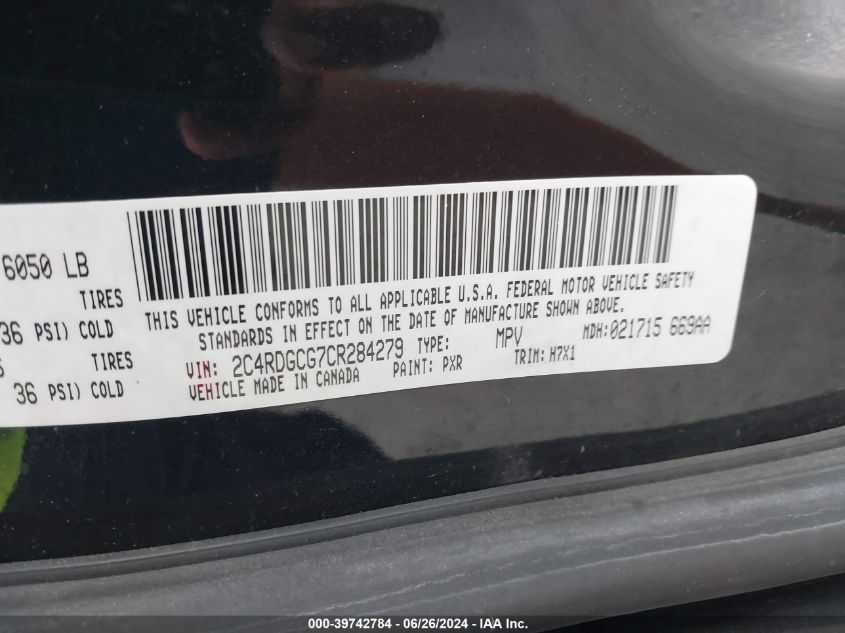 6050 LB
TIRES
36 PSI) COLD
TIRES
36 PSI) COLD
THIS VEHICLE CONFORMS TO ALL APPLICABLE U.S.A. FEDERAL MOTOR VEHICLE SAFETY
STANDARDS IN EFFECT ON THE DATE OF MANUFACTURE SHOWN ABOVE.
VIN: 2C4RDGCG7CR284279 TYPE: MPV MDH:021715 669AA
VEHICLE MADE IN CANADA PAINT: PXR TRIM: H7X1
000-39742784 - 06/26/2024 - IAA Inc.